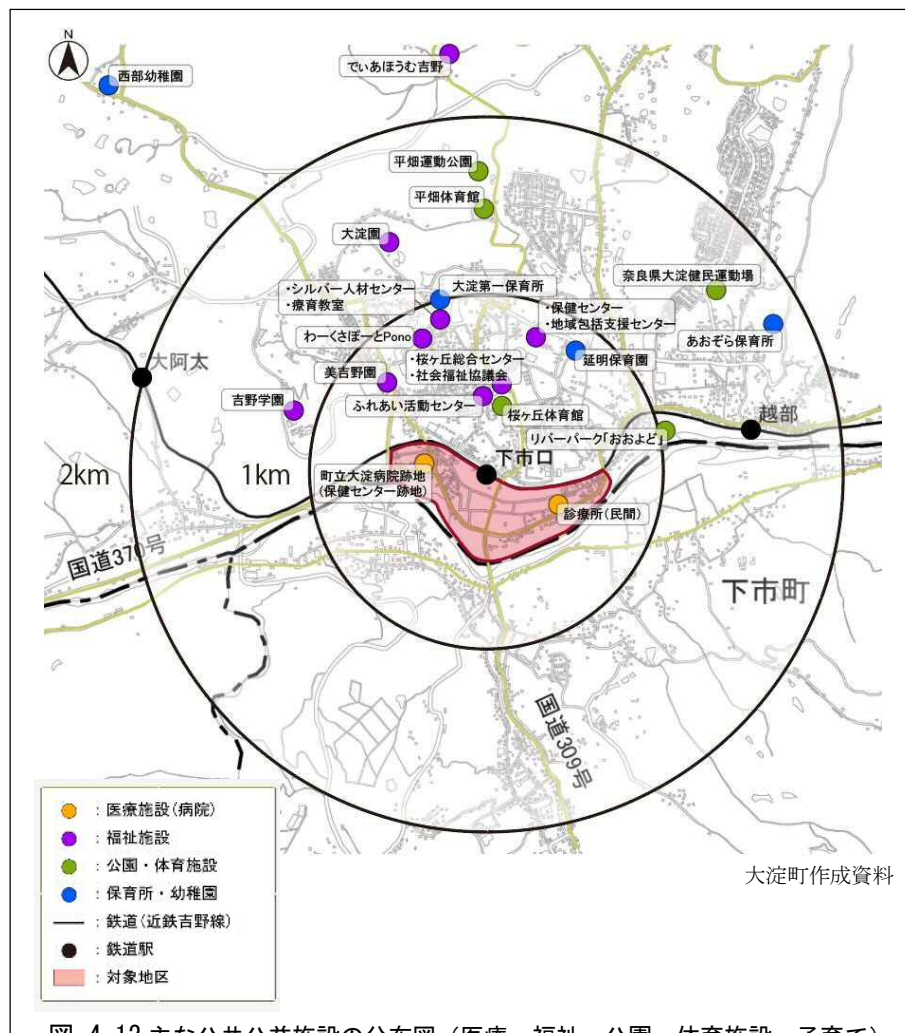 N
西部幼稚園
でぃあほうむ吉野
平畑運動公園
平畑体育館
大淀園
奈良県大淀健民運動場
・シルバー人材センター
・療育教室
大淀第一保育所
・保健センター
・地域包括支援センター
わーくさぽーとPono
あおぞら保育所
大阿太
・桜ヶ丘総合センター
・社会福祉協議会
延明保育園
美吉野園
吉野学園
ふれあい活動センター
桜ヶ丘体育館
越部
リバーパーク「おおよど」
2km
1km
町立大淀病院跡地
(保健センター跡地)
下市口
診療所(民間)
国道370号
下市町
国道309号
：医療施設(病院)
：福祉施設
：公園・体育施設
：保育所・幼稚園
：鉄道(近鉄吉野線)
：鉄道駅
：対象地区
大淀町作成資料
図 4-12 主な公共公益施設の分布図（医療、福祉、公園・体育施設、子育て）